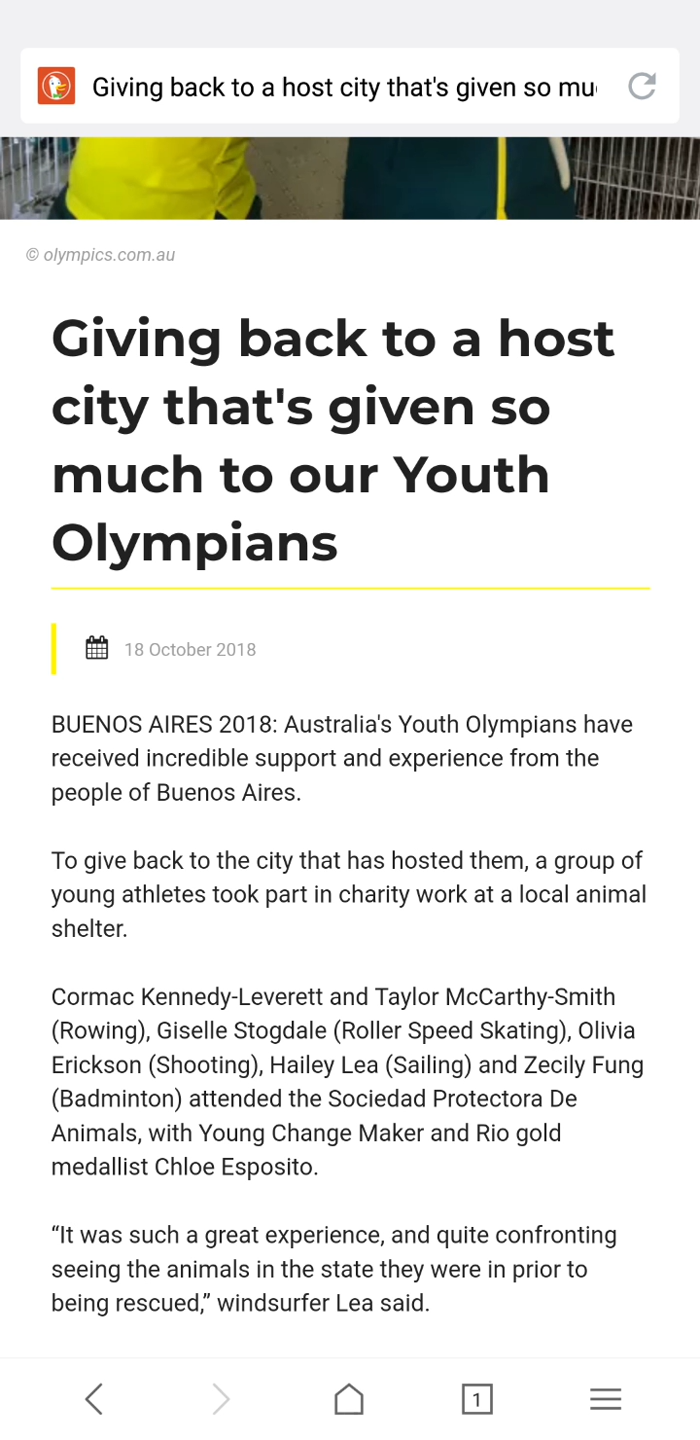 Giving back to a host city that's given so mu
© olympics.com.au
Giving back to a host
city that's given so
much to our Youth
Olympians
18 October 2018
BUENOS AIRES 2018: Australia's Youth Olympians have
received incredible support and experience from the
people of Buenos Aires.
To give back to the city that has hosted them, a group of
young athletes took part in charity work at a local animal
shelter.
Cormac Kennedy-Leverett and Taylor McCarthy-Smith
(Rowing), Giselle Stogdale (Roller Speed Skating), Olivia
Erickson (Shooting), Hailey Lea (Sailing) and Zecily Fung
(Badminton) attended the Sociedad Protectora De
Animals, with Young Change Maker and Rio gold
medallist Chloe Esposito.
“It was such a great experience, and quite confronting
seeing the animals in the state they were in prior to
being rescued,” windsurfer Lea said.
1